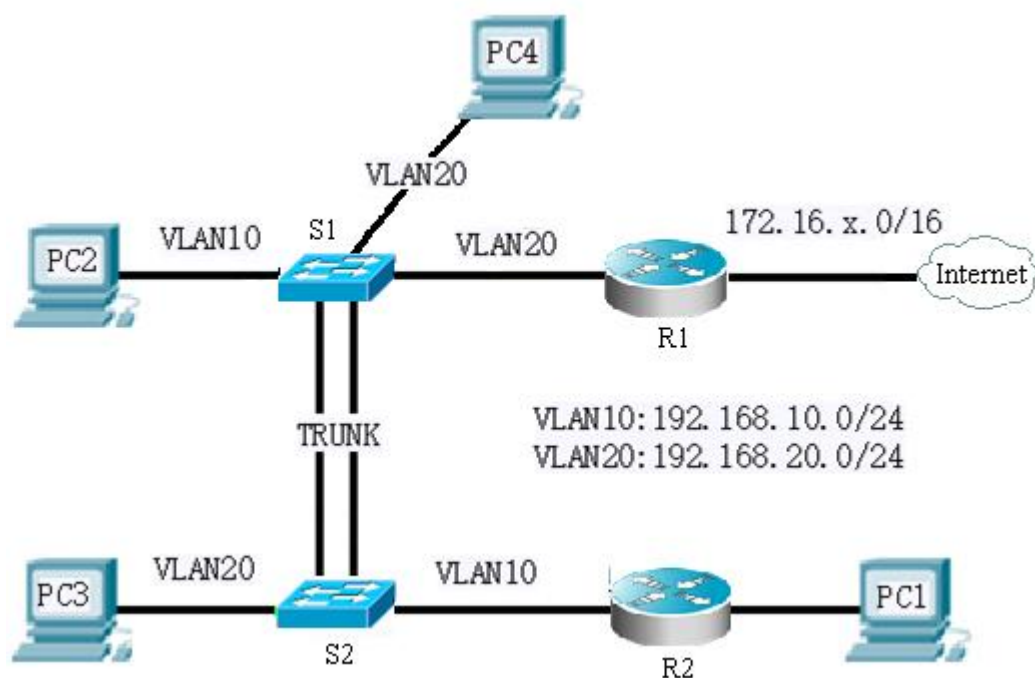 PC4
VLAN20
S1
VLAN10
VLAN20
172.16.x.0/16
PC2
Internet
R1
VLAN10:192.168.10.0/24
TRUNK
VLAN20:192.168.20.0/24
VLAN20
VLAN10
PC3
PC1
S2
R2